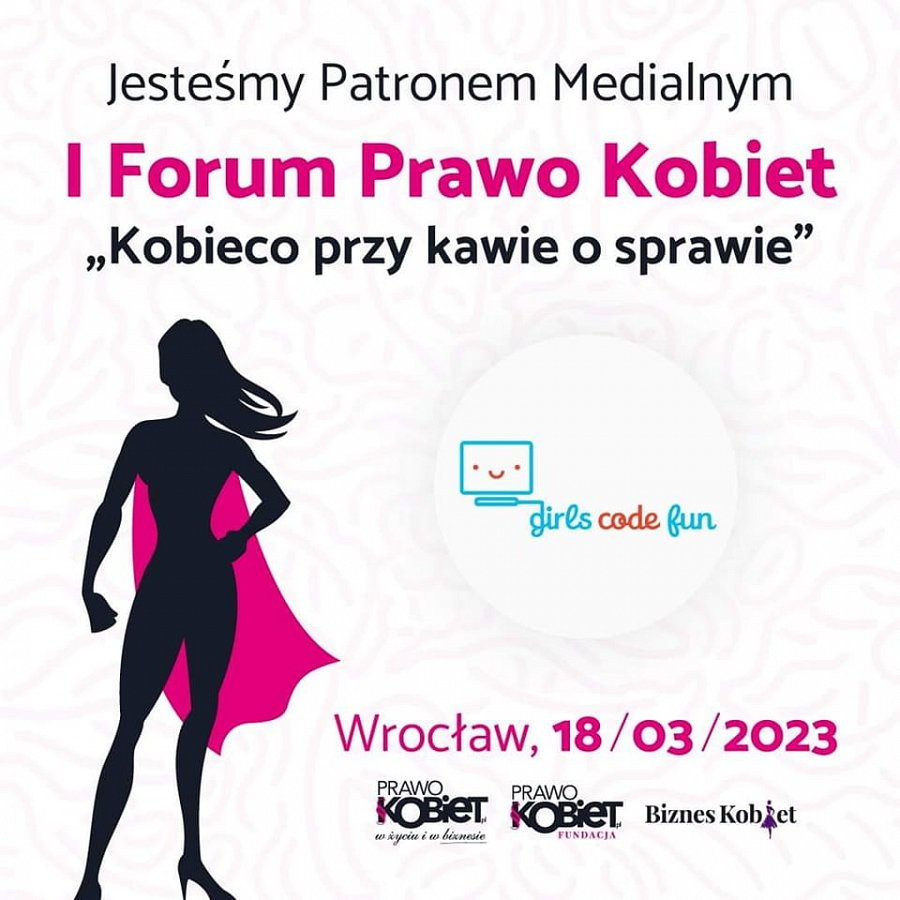 Jesteśmy Patronem Medialnym
I Forum Prawo Kobiet
„Kobieco przy kawie o sprawie”
girls code fun
Wrocław, 18/03/2023
PRAWO
KOBIET.pl
w życiu i w biznesie
PRAWO
KOBIET.pl
FUNDACJA
Biznes Kobiet